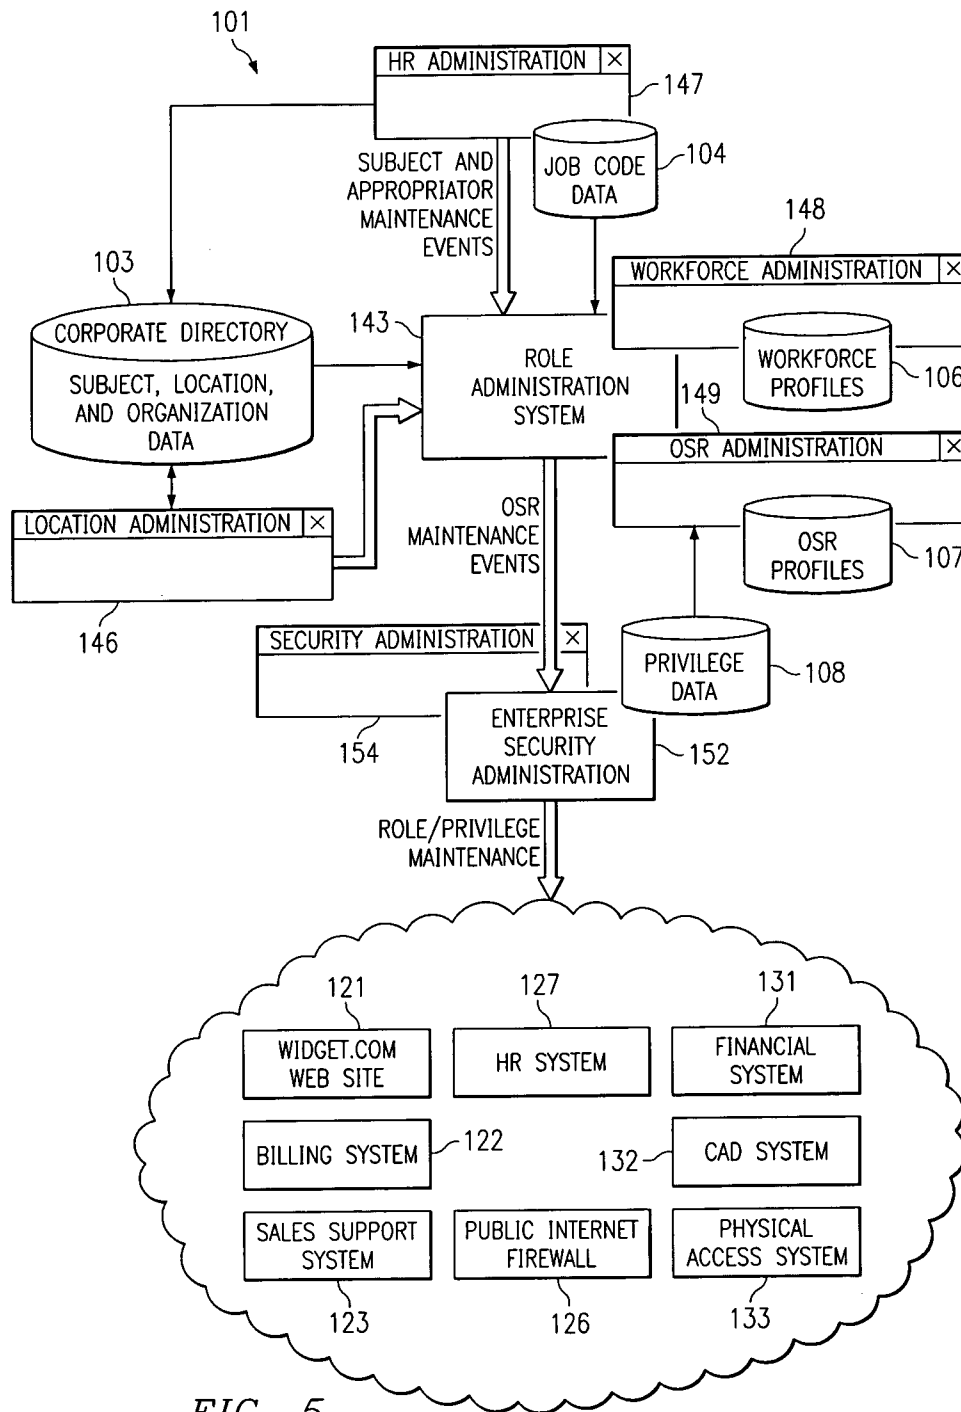 101
HR ADMINISTRATION
147
SUBJECT AND
APPROPRIATOR
MAINTENANCE
EVENTS
JOB CODE
DATA
104
148
WORKFORCE ADMINISTRATION
103
CORPORATE DIRECTORY
SUBJECT, LOCATION,
AND ORGANIZATION
DATA
143
ROLE
ADMINISTRATION
SYSTEM
WORKFORCE
PROFILES
106
149
OSR ADMINISTRATION
LOCATION ADMINISTRATION
146
OSR
MAINTENANCE
EVENTS
OSR
PROFILES
107
SECURITY ADMINISTRATION
154
PRIVILEGE
DATA
108
ENTERPRISE
SECURITY
ADMINISTRATION
152
ROLE/PRIVILEGE
MAINTENANCE
121
127
131
WIDGET.COM
WEB SITE
HR SYSTEM
FINANCIAL
SYSTEM
BILLING SYSTEM
122
132
CAD SYSTEM
SALES SUPPORT
SYSTEM
PUBLIC INTERNET
FIREWALL
PHYSICAL
ACCESS SYSTEM
123
126
133
FIG. 5